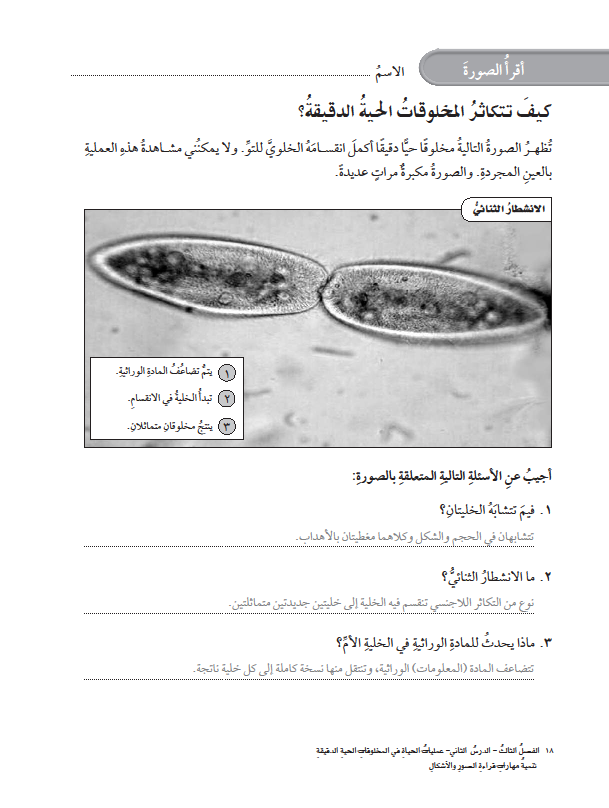 أقرأُ الصورةَ
الاسمُ
كيفَ تتكاثرُ المخلوقاتُ الحيةُ الدقيقةُ؟
تُظهرُ الصورةُ التاليةُ مخلوقًا حيًّا دقيقًا أكملَ انقسامَهُ الخلويَّ للتوِّ. ولا يمكنُني مشاهدةُ هذهِ العمليةِ
بالعينِ المجردةِ. والصورةُ مكبرةٌ مراتٍ عديدةً.
الانشطارُ الثنائيُّ
١ يتمُّ تضاعُفُ المادةِ الوراثيةِ.
٢ تبدأُ الخليةُ في الانقسامِ.
٣ ينتجُ مخلوقانِ متماثلانِ.
أجيبُ عنِ الأسئلةِ التاليةِ المتعلقةِ بالصورةِ:
١. فيمَ تتشابَهُ الخليتانِ؟
تتشابهان في الحجم والشكل وكلاهما مغطيتان بالأهداب.
٢. ما الانشطارُ الثنائيُّ؟
نوع من التكاثر اللاجنسي تنقسم فيه الخلية إلى خليتين جديدتين متماثلتين.
٣. ماذا يحدثُ للمادةِ الوراثيةِ في الخليةِ الأمِّ؟
تتضاعف المادة (المعلومات) الوراثية، وتنتقل منها نسخة كاملة إلى كل خلية ناتجة.
١٨ الفصلُ الثالثُ - الدرسُ الثاني- عملياتُ الحياةِ في المخلوقاتِ الحيةِ الدقيقةِ
تنميةُ مهاراتِ قراءةِ الصورِ والأشكالِ